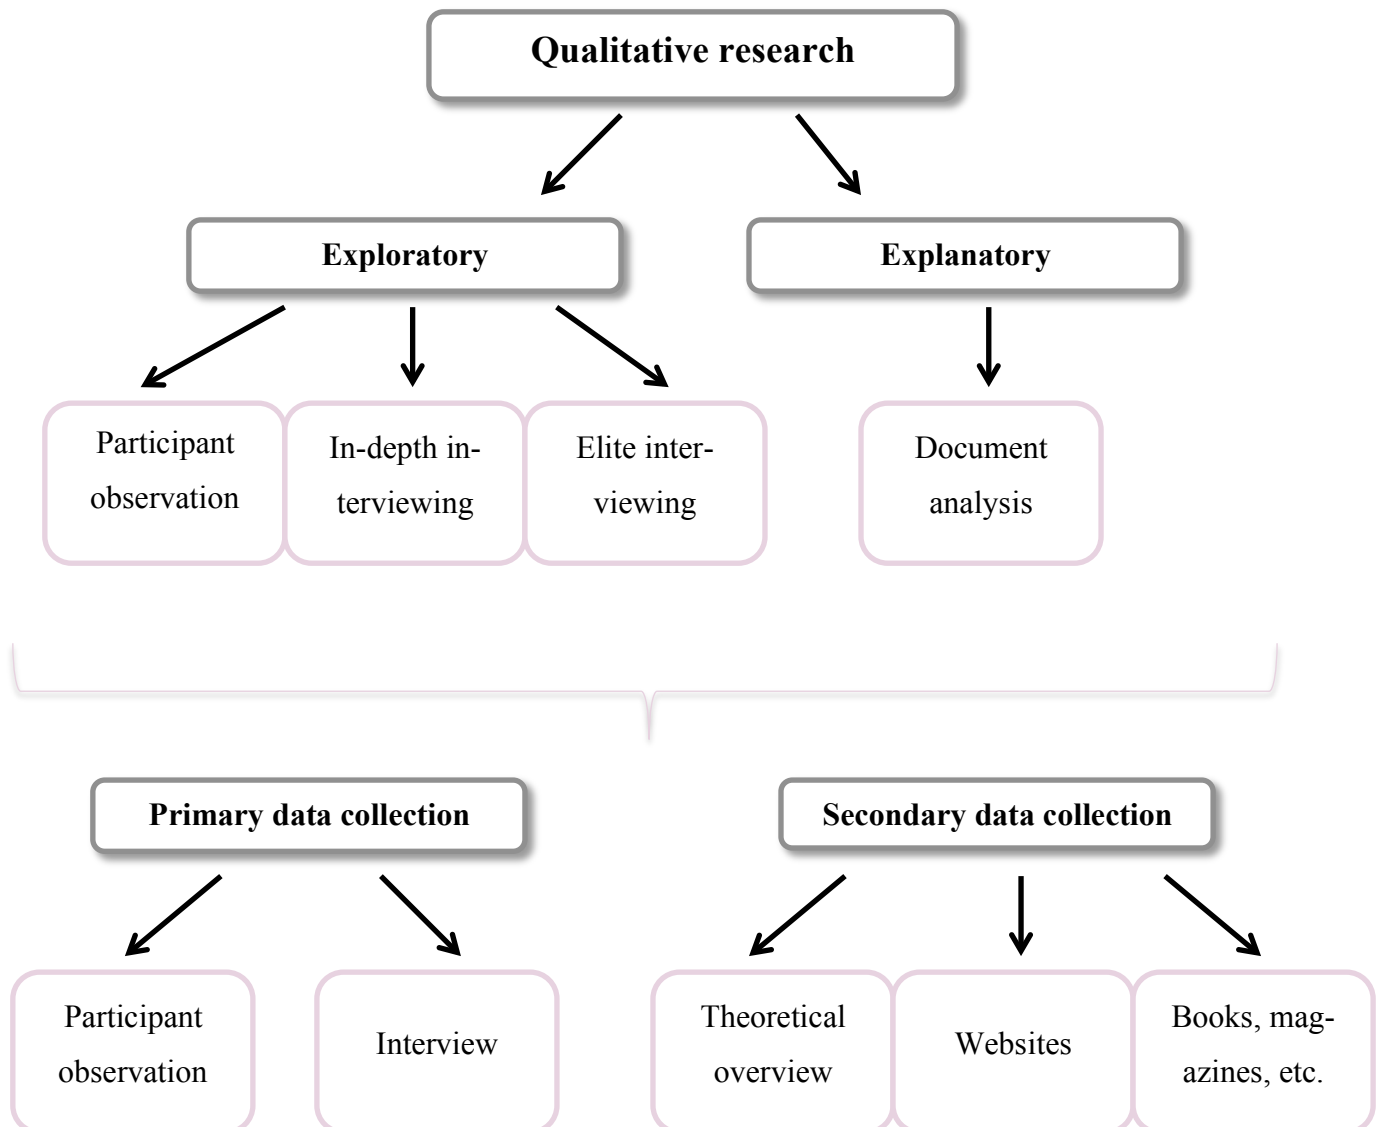 Qualitative research
Exploratory
Explanatory
Participant
observation
In-depth in-
terviewing
Elite inter-
viewing
Document
analysis
Primary data collection
Secondary data collection
Participant
observation
Interview
Theoretical
overview
Websites
Books, mag-
azines, etc.